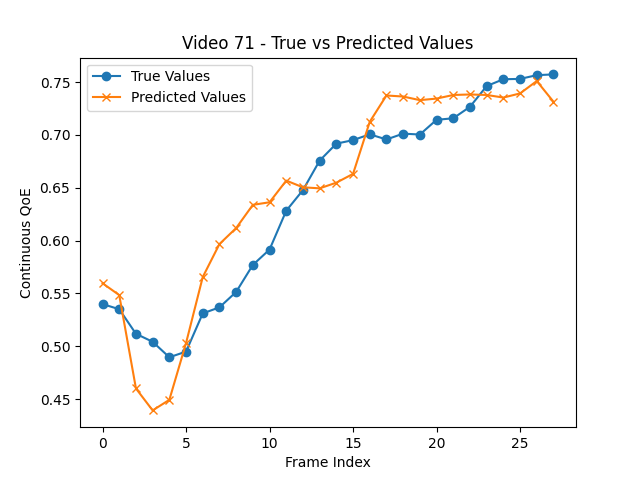 Video 71 - True vs Predicted Values
True Values
Predicted Values
0.75
0.70
0.65
0.60
0.55
0.50
0.45
Continuous QoE
0 5 10 15 20 25
Frame Index